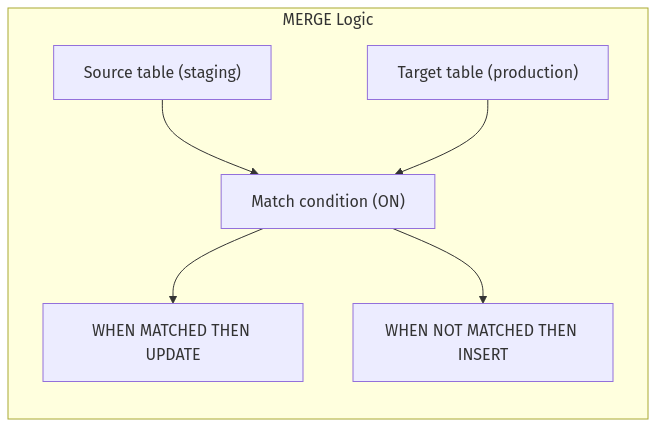 MERGE Logic
Source table (staging)
Target table (production)
Match condition (ON)
WHEN MATCHED THEN
UPDATE
WHEN NOT MATCHED THEN
INSERT